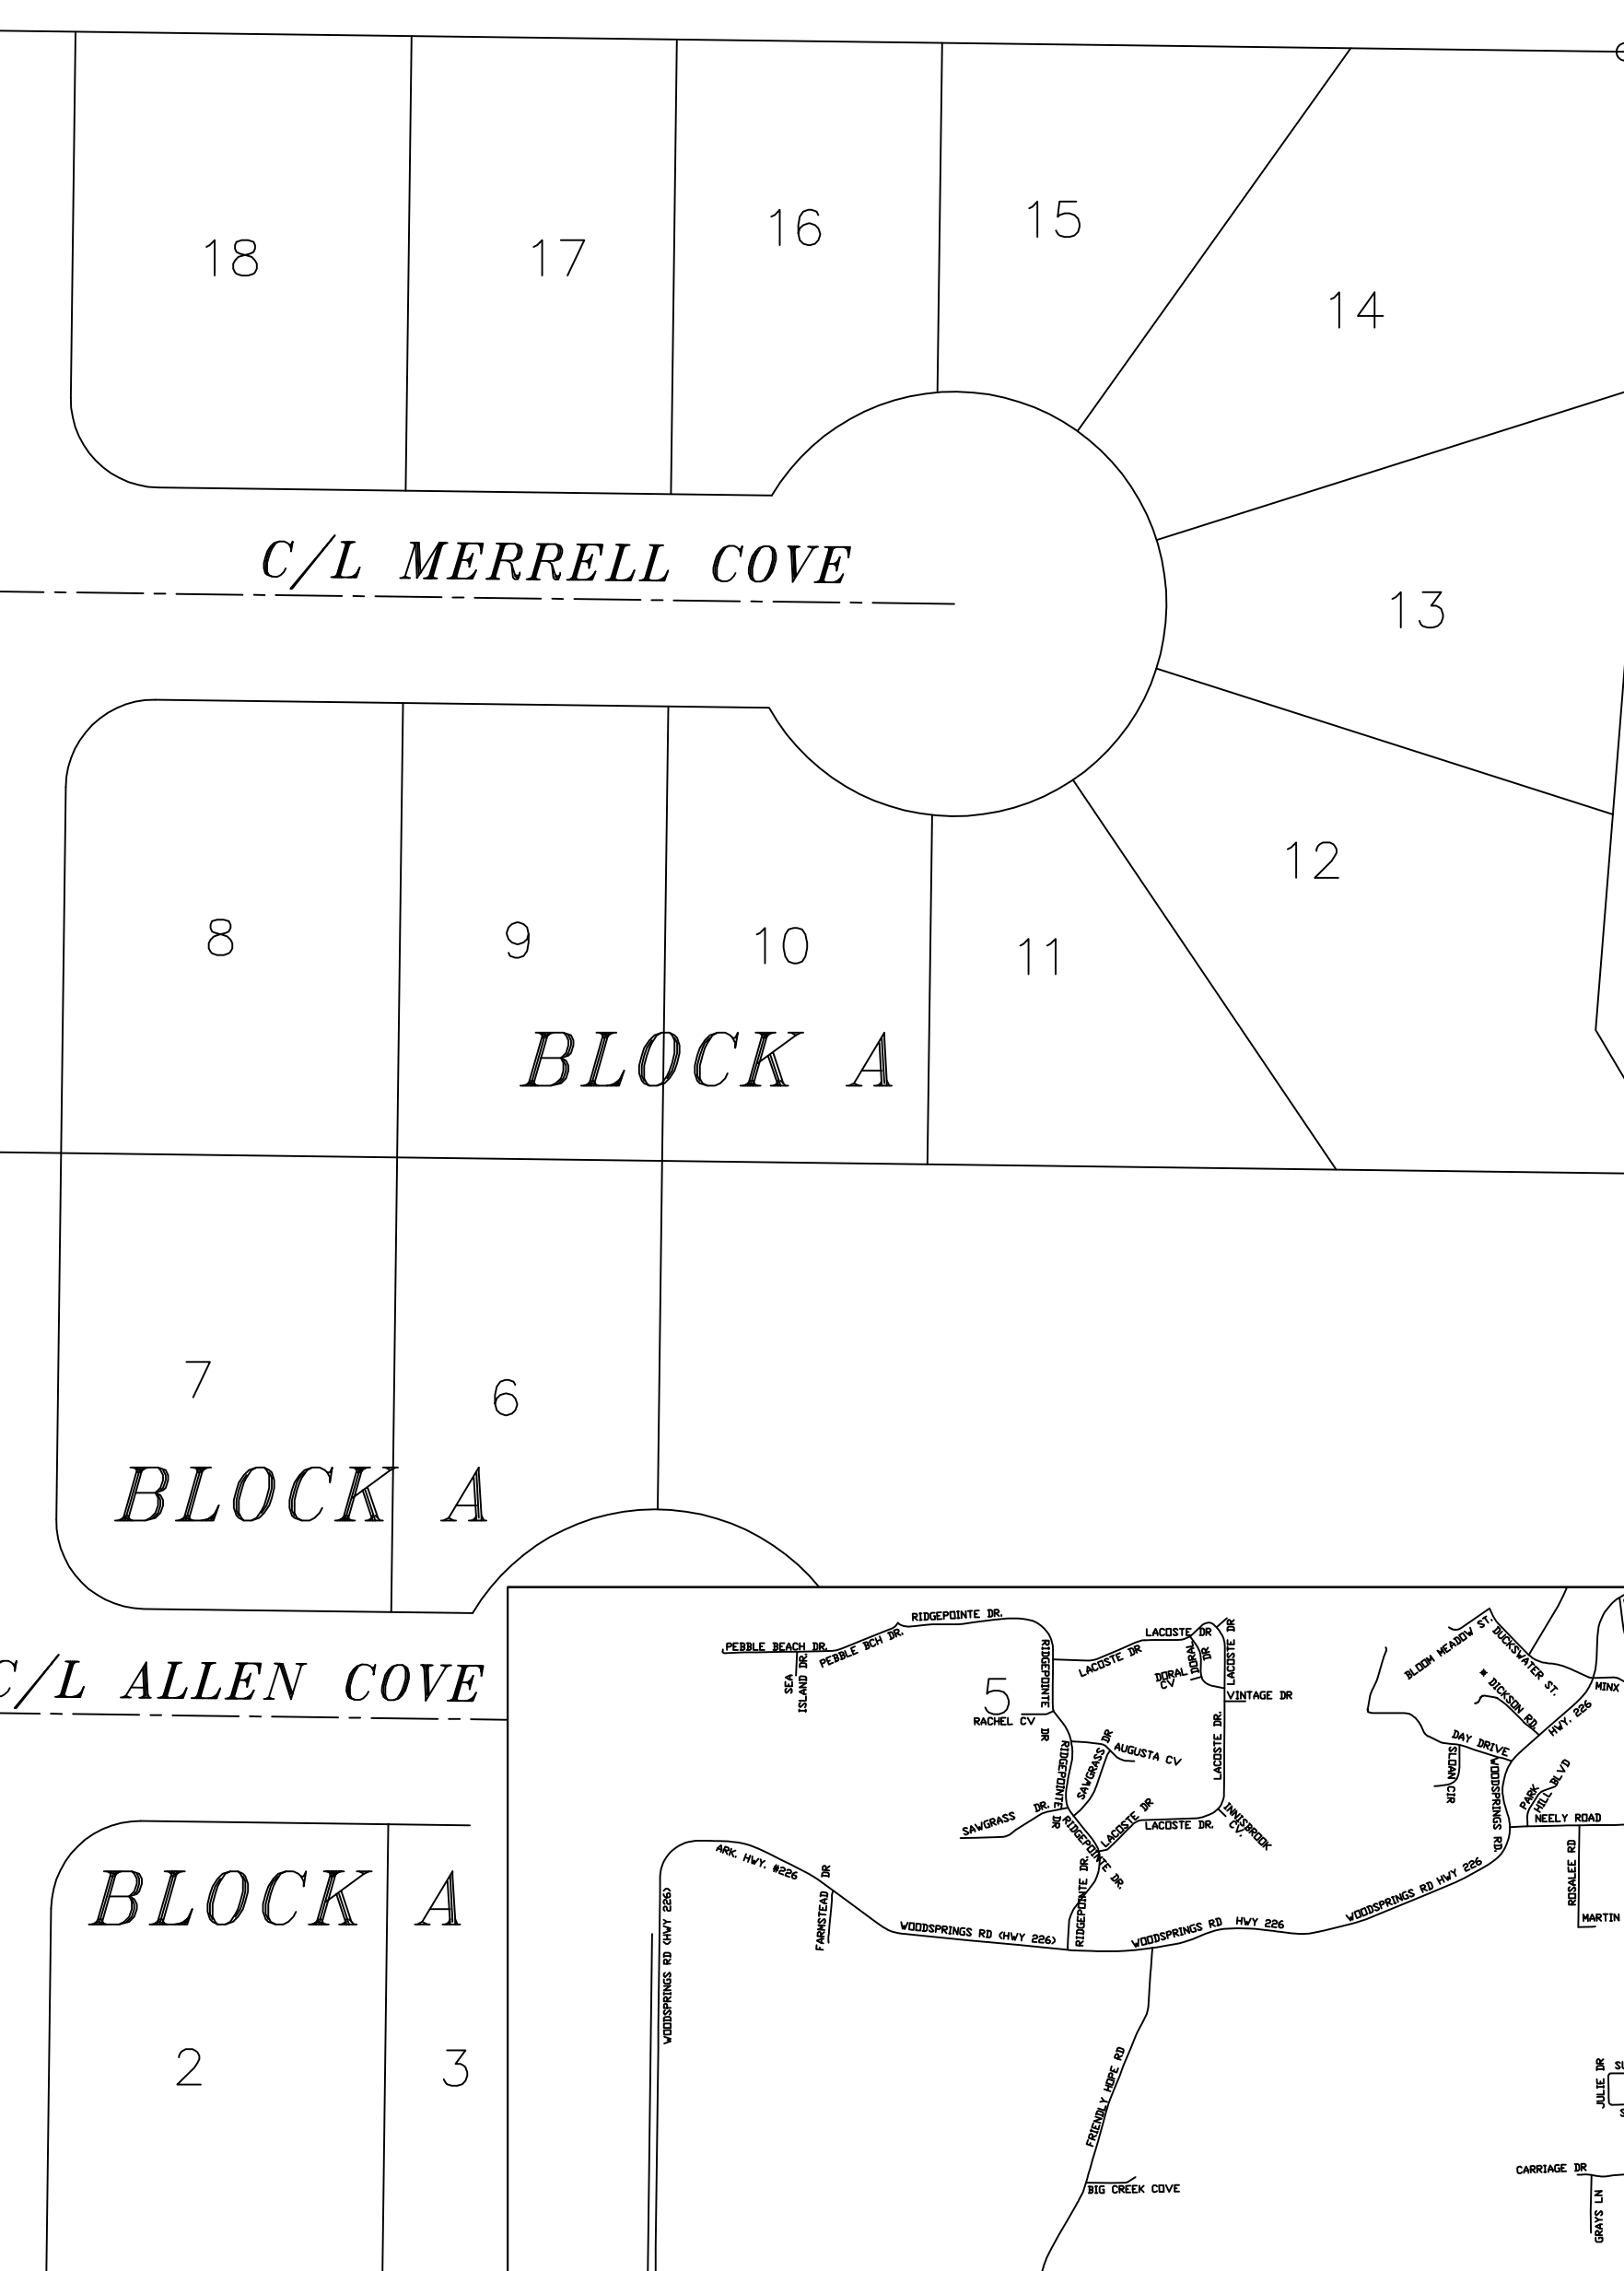 18
17
16
15
14
C/L MERRELL COVE
13
12
8
9
10
11
BLOCK A
7
6
BLOCK A
C/L ALLEN COVE
BLOCK A
2
3
5
RIDGEPOINTE DR.
PEBBLE BEACH DR.
PEBBLE BCH DR.
SEA
ISLAND DR.
RIDGEPOINTE DR
LACOSTE DR
LACOSTE DR
DORAL
DR
DORAL
CV
LACOSTE DR
VINTAGE DR
RACHEL CV
LACOSTE DR.
RIDGEPOINTE DR
SAWGRASS DR
AUGUSTA CV
SAWGRASS DR.
RIDGEPOINTE DR.
LACOSTE DR
LACOSTE DR.
INNISBROOK
CV.
RIDGEPOINTE DR.
BLOOM MEADOW ST.
DUCKSWATER ST.
* DICKSON RD.
MINX
HWY. 226
DAY DRIVE
SLOAN CIR
WOODSPRINGS RD.
PARK
HILL BLVD
NEELY ROAD
ROSALEE RD
MARTIN
ARK. HWY. #226
FARMSTEAD DR
WOODSPRINGS RD (HWY 226)
WOODSPRINGS RD (HWY 226)
WOODSPRINGS RD HWY 226
WOODSPRINGS RD HWY 226
FRIENDLY HOPE RD
BIG CREEK COVE
JULIE DR
CARRIAGE DR
GRAYS LN